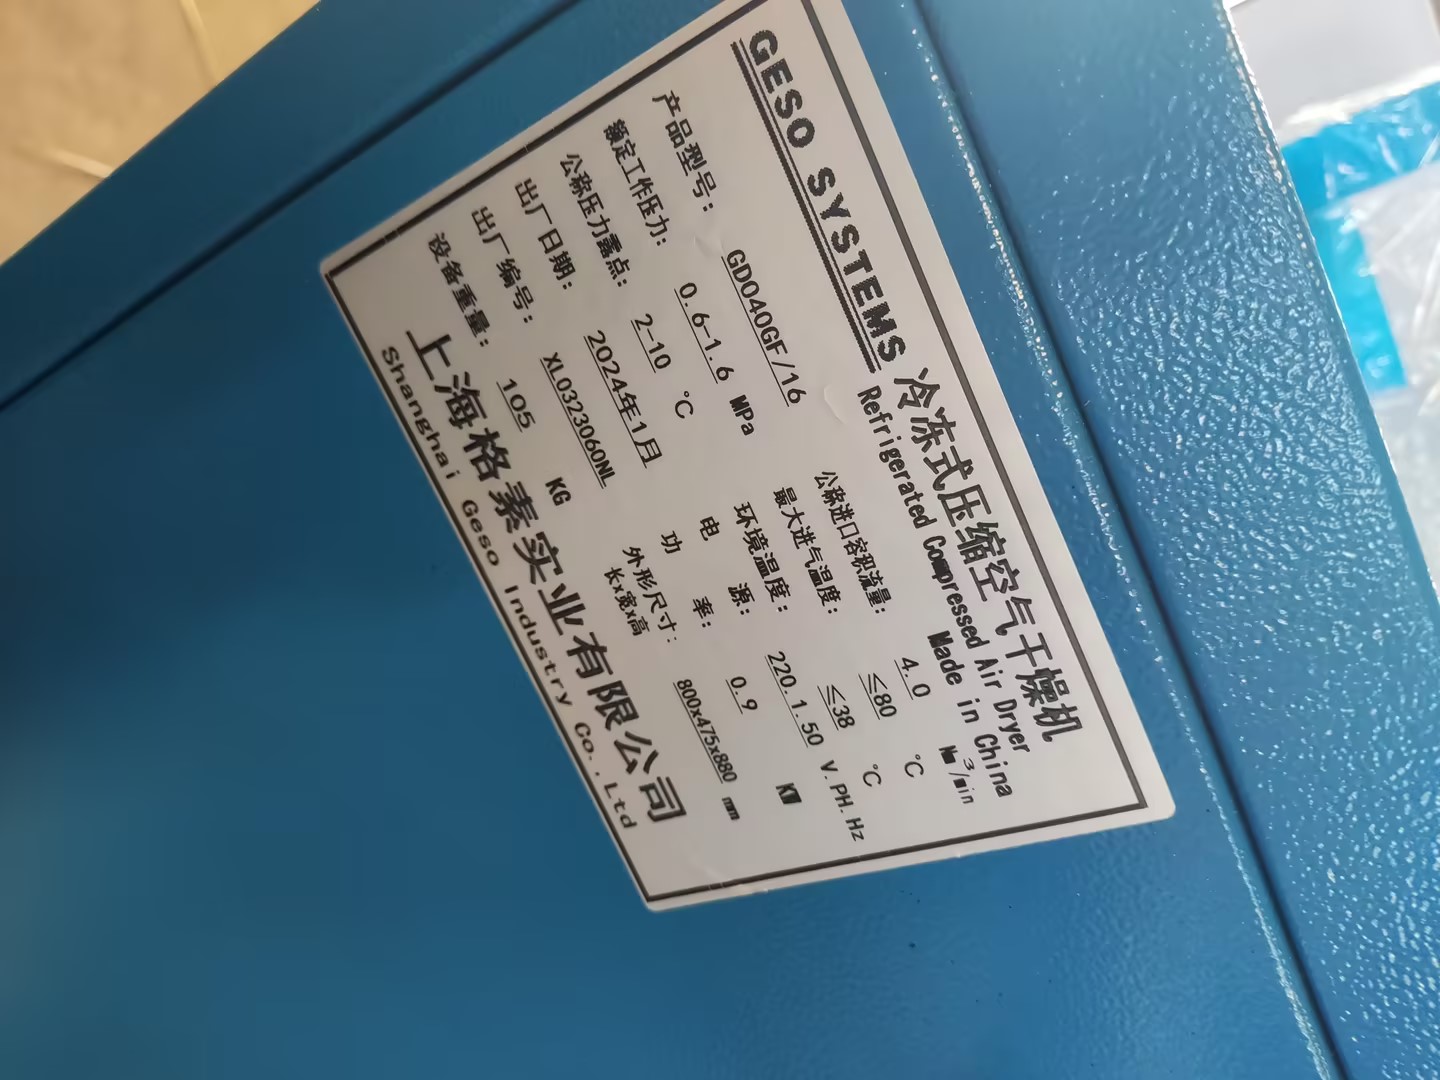 GESO SYSTEMS 冷冻式压缩空气干燥机
Refrigerated Compressed Air Dryer
Made in China
产品型号: GD040GF/16 公称进口容积流量: 4.0 Nm³/min
额定工作压力: 0.6-1.6 MPa 最大进气温度: ≤80 ℃
公称压力露点: 2-10 ℃ 环境温度: ≤38 ℃
出厂日期: 2024年1月 电 源: 220.1.50 V.PH.Hz
出厂编号: XL0323060NL 功 率: 0.9 KW
设备重量: 105 KG 外形尺寸: 800x475x880 mm
长x宽x高
上海格素实业有限公司
Shanghai Geso Industry Co.,Ltd